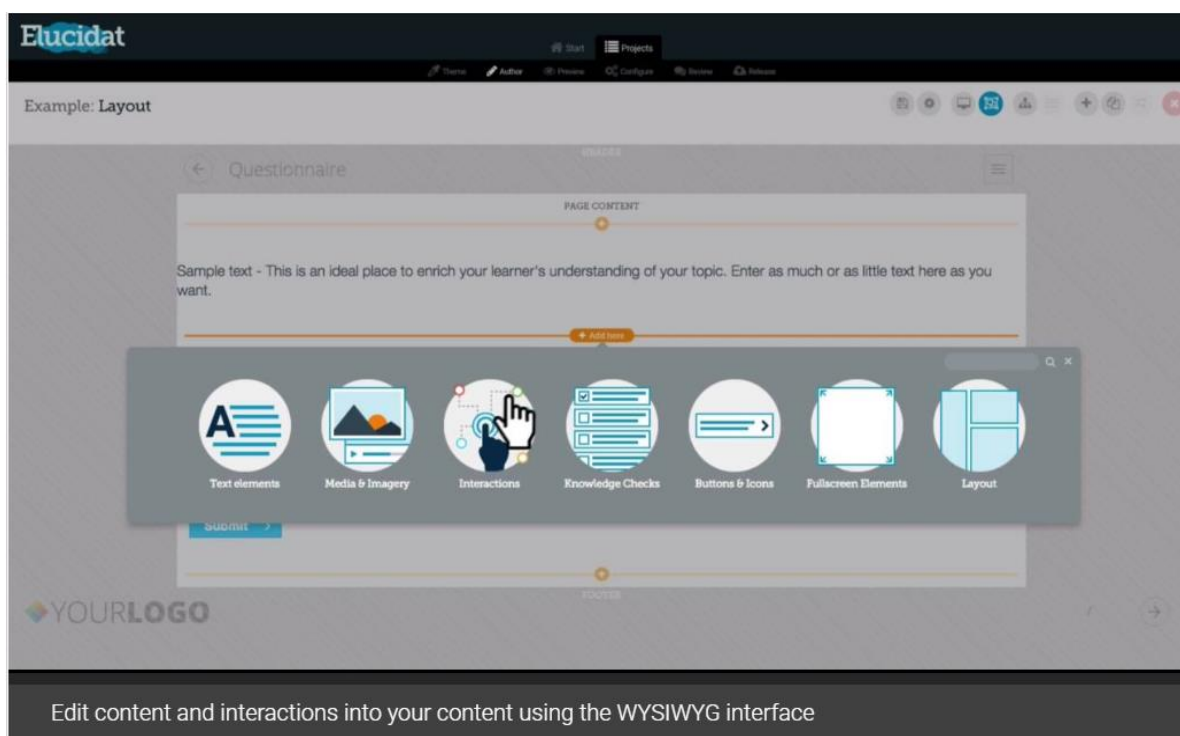 Elucidat
Start Projects
Theme Author Preview Configure Review Release
Example: Layout
Questionnaire
PAGE CONTENT
Sample text - This is an ideal place to enrich your learner's understanding of your topic. Enter as much or as little text here as you
want.
+ Add here
A
Text elements Media & Imagery Interactions Knowledge Checks Buttons & Icons Fullscreen Elements Layout
Submit
FOOTER
YOURLOGO
/
Edit content and interactions into your content using the WYSIWYG interface